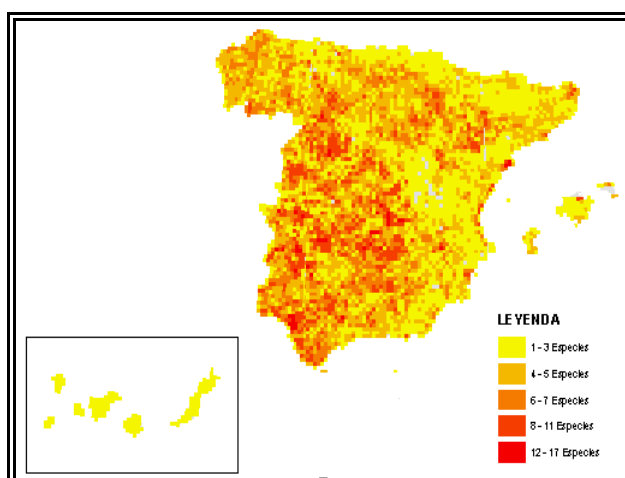 LEYENDA
1 - 3 Especies
4 - 5 Especies
6 - 7 Especies
8 - 11 Especies
12 - 17 Especies